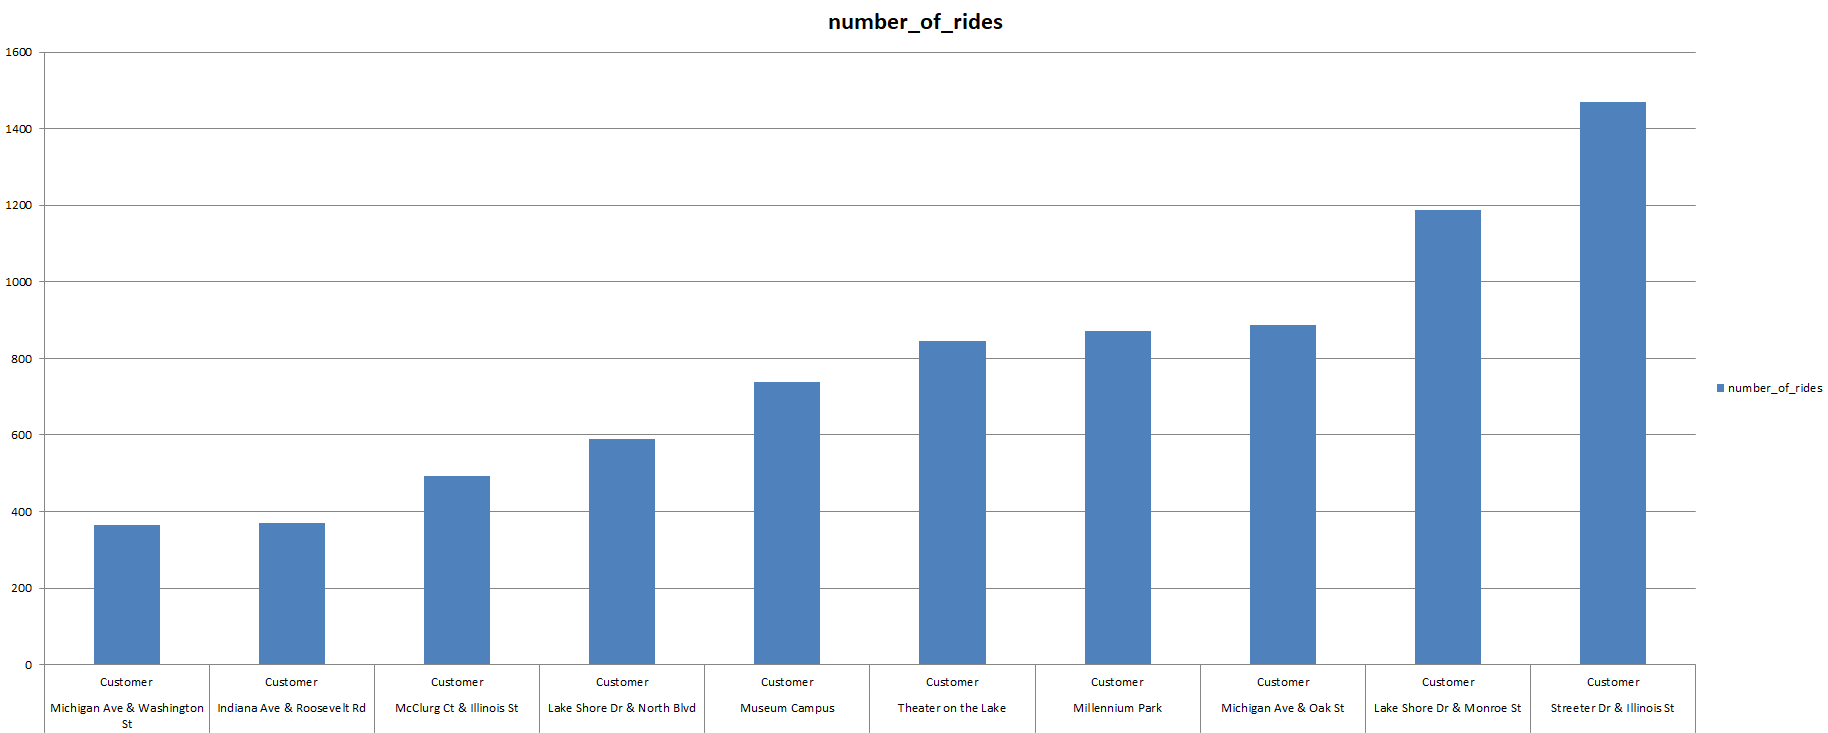 number_of_rides
1600
1400
1200
1000
800
600
400
200
0
number_of_rides
Customer Customer Customer Customer Customer Customer Customer Customer Customer Customer
Michigan Ave & Washington Indiana Ave & Roosevelt Rd McClurg Ct & Illinois St Lake Shore Dr & North Blvd Museum Campus Theater on the Lake Millennium Park Michigan Ave & Oak St Lake Shore Dr & Monroe St Streeter Dr & Illinois St
St